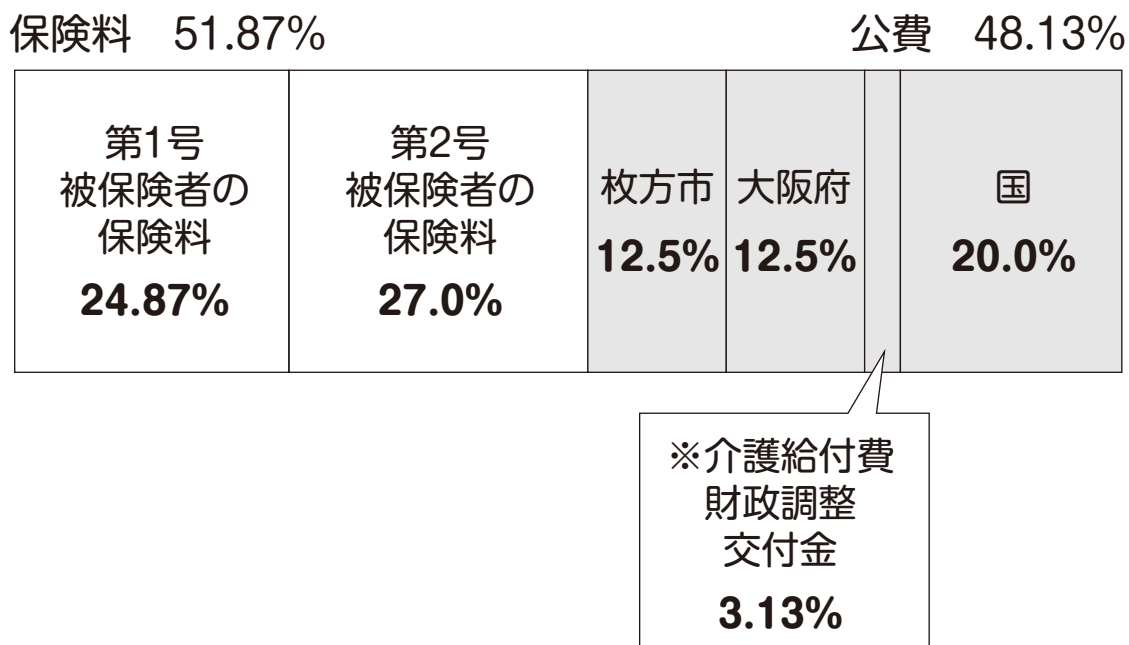 保険料　51.87%
公費　48.13%
第1号
被保険者の
保険料
24.87%
第2号
被保険者の
保険料
27.0%
枚方市
12.5%
大阪府
12.5%
国
20.0%
※介護給付費
財政調整
交付金
3.13%